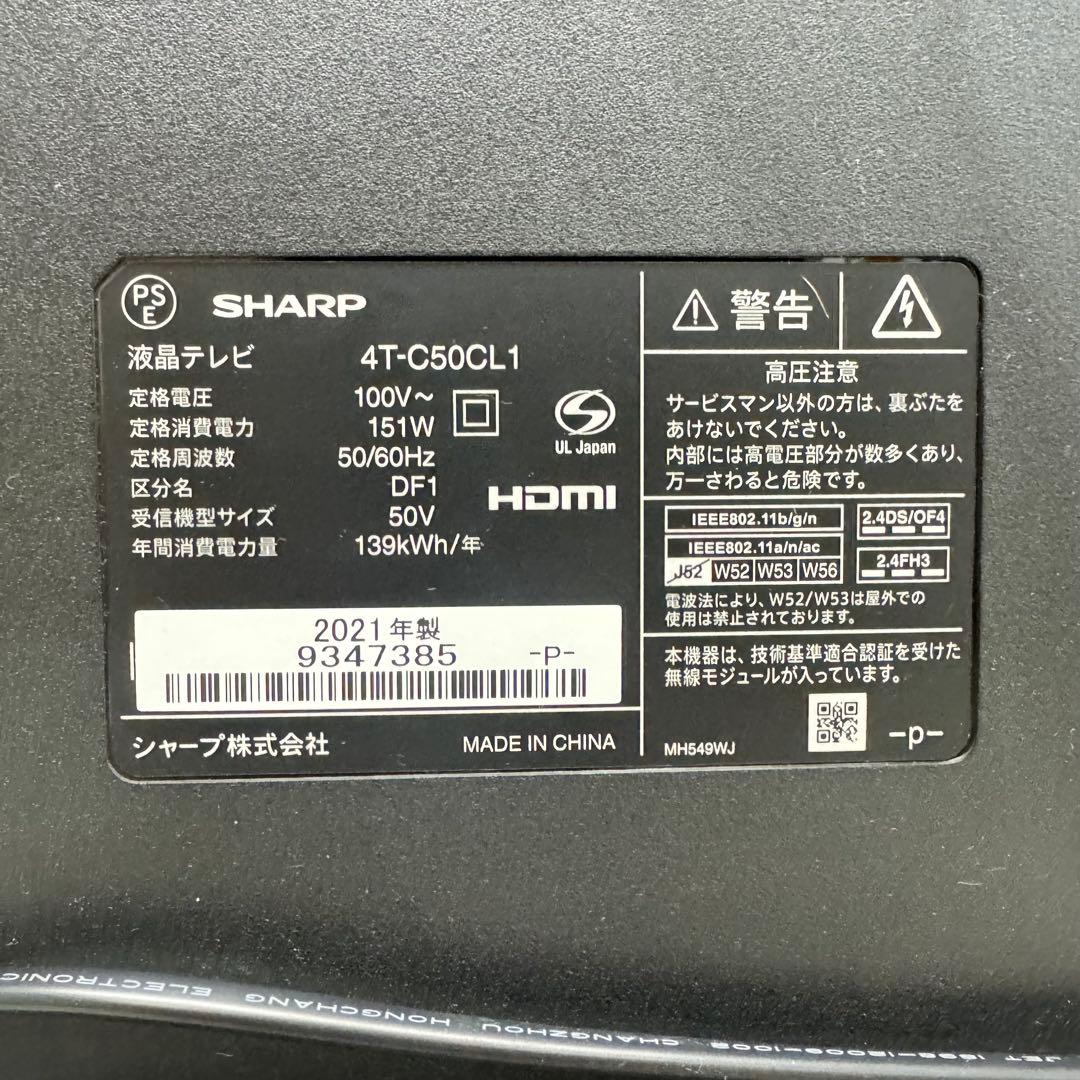 PSE SHARP
液晶テレビ 4T-C50CL1
定格電圧 100V～
定格消費電力 151W
定格周波数 50/60Hz
区分名 DF1
受信機型サイズ 50V
年間消費電力量 139kWh/年
UL Japan
HDMI
2021年製
9347385 -P-
シャープ株式会社 MADE IN CHINA
警告
高圧注意
サービスマン以外の方は、裏ぶたを
あけないでください。
内部には高電圧部分が数多くあり、
万一さわると危険です。
IEEE802.11b/g/n
IEEE802.11a/n/ac
J52 W52 W53 W56
2.4DS/OF4
2.4FH3
電波法により、W52/W53は屋外での
使用は禁止されております。
本機器は、技術基準適合認証を受けた
無線モジュールが入っています。
MH549WJ -p-
CHANGZHOU HONGCHANG ELECTRONIC